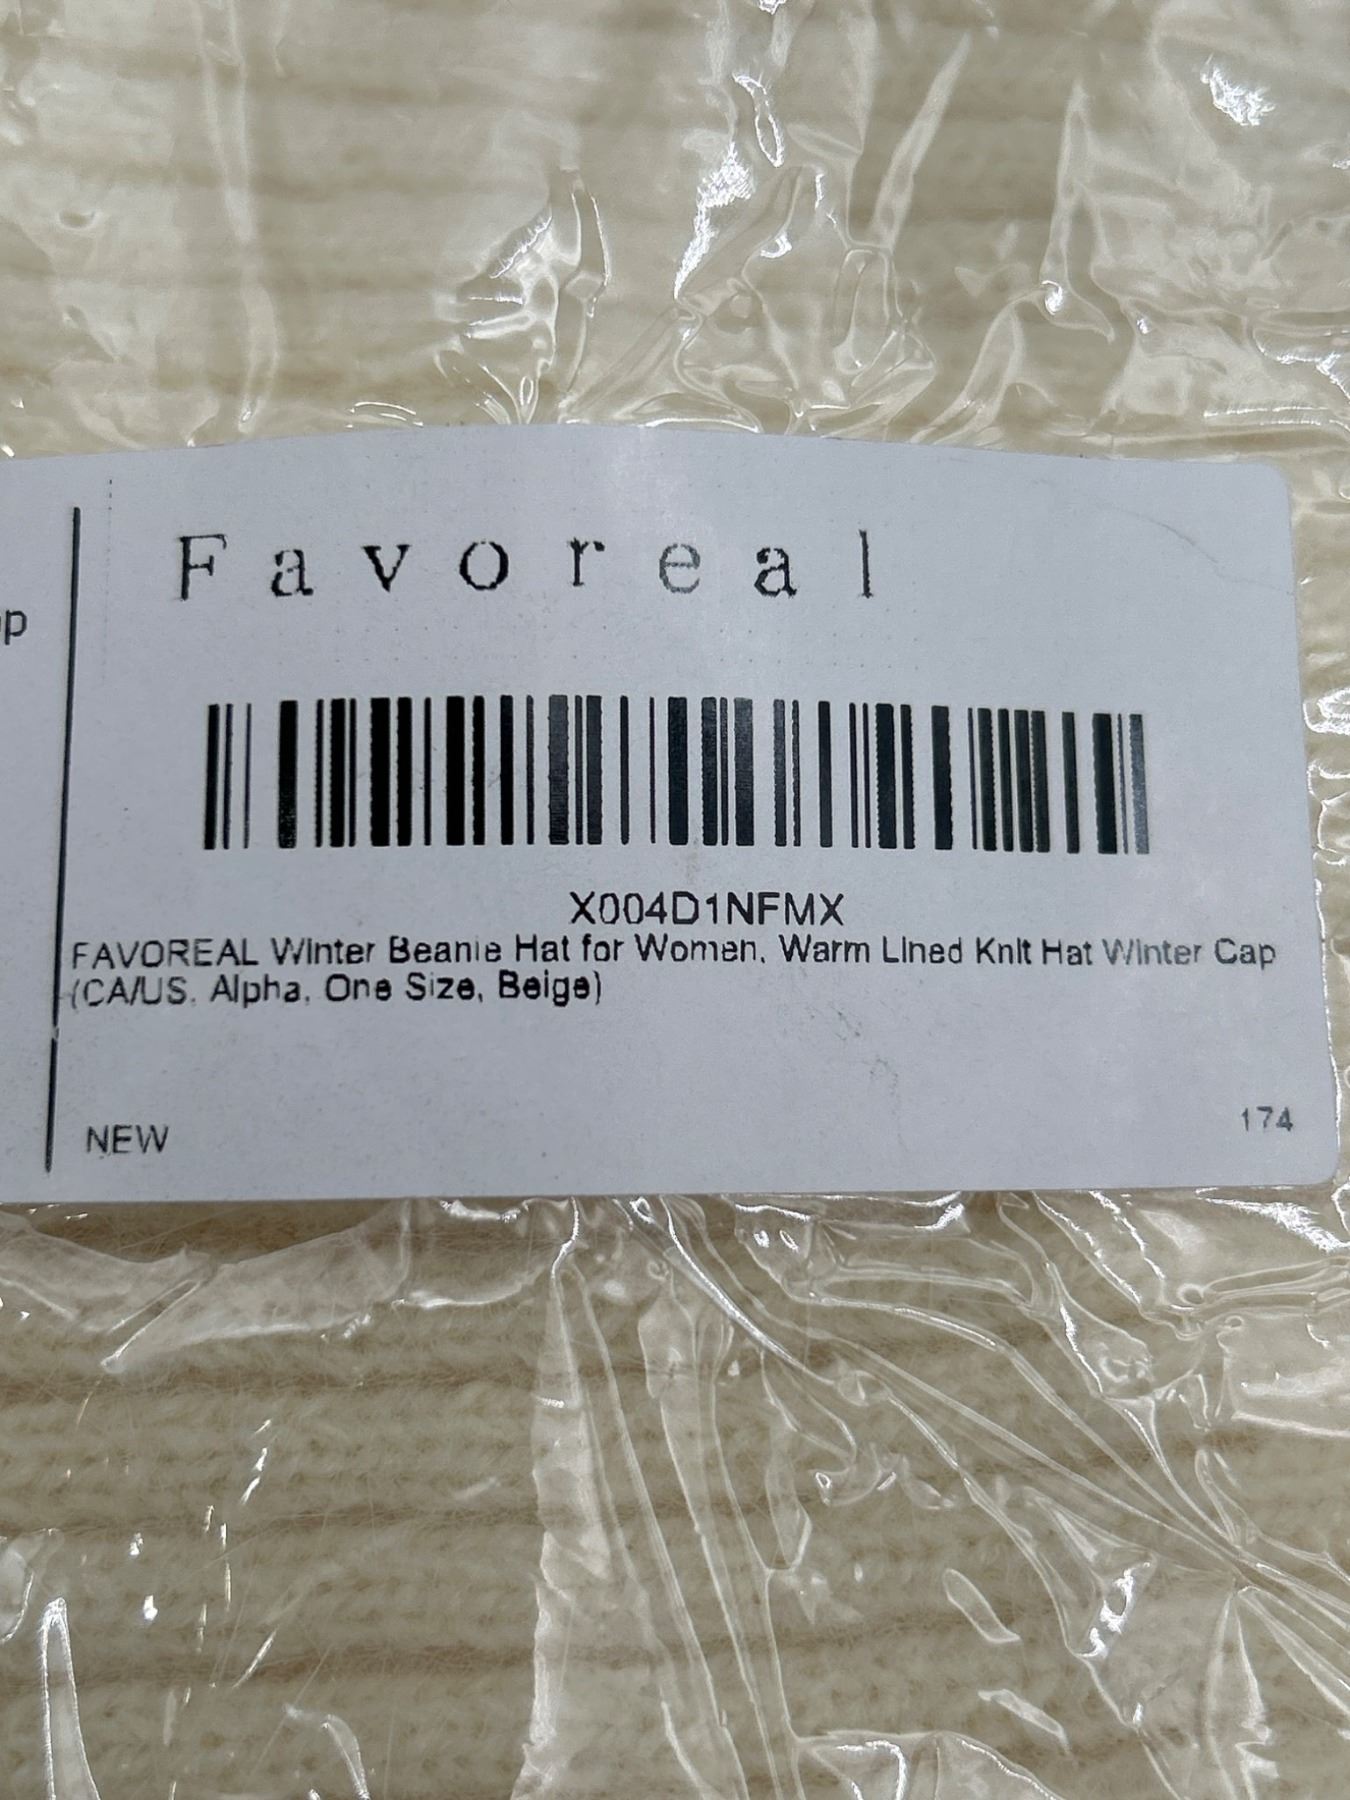 Favoreal
X004D1NFMX
FAVOREAL Winter Beanie Hat for Women, Warm Lined Knit Hat Winter Cap
(CA/US, Alpha, One Size, Beige)
NEW
174